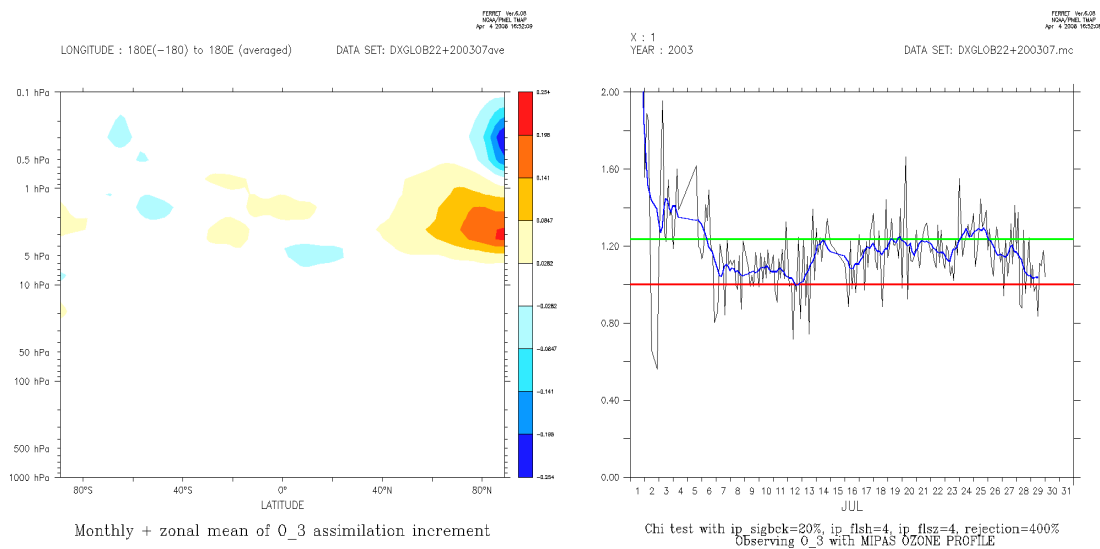 FERRET Ver.6.08
NOAA/PMEL TMAP
Apr 4 2008 16:52:09
LONGITUDE : 180E(-180) to 180E (averaged)
DATA SET: DXGLOB22+200307ave
0.1 hPa
0.5 hPa
1 hPa
5 hPa
10 hPa
50 hPa
100 hPa
500 hPa
1000 hPa
80°S
40°S
0°
40°N
80°N
LATITUDE
0.254
0.198
0.141
0.0847
0.0282
-0.0282
-0.0847
-0.141
-0.198
-0.254
Monthly + zonal mean of O_3 assimilation increment
FERRET Ver.6.08
NOAA/PMEL TMAP
Apr 4 2008 16:52:09
X : 1
YEAR : 2003
DATA SET: DXGLOB22+200307.mc
2.00
1.60
1.20
0.80
0.40
0.00
1 2 3 4 5 6 7 8 9 10 11 12 13 14 15 16 17 18 19 20 21 22 23 24 25 26 27 28 29 30 31
JUL
Chi test with ip_sigbck=20%, ip_flsh=4, ip_flsz=4, rejection=400%
Observing O_3 with MIPAS OZONE PROFILE